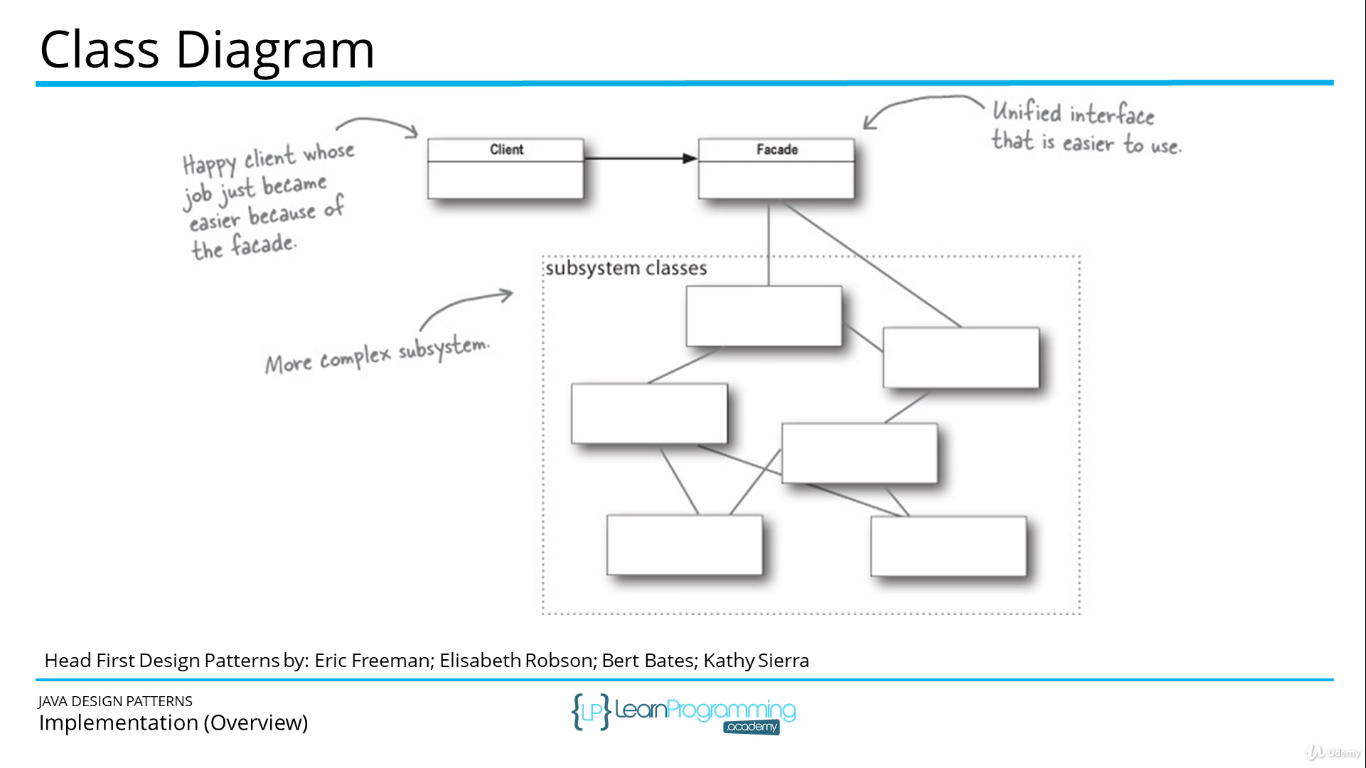 Class Diagram
Unified interface
that is easier to use.
Happy client whose
job just became
easier because of
the facade.
Client
Facade
subsystem classes
More complex subsystem.
Head First Design Patterns by: Eric Freeman; Elisabeth Robson; Bert Bates; Kathy Sierra
JAVA DESIGN PATTERNS
Implementation (Overview)
{LP} LearnProgramming
.academy
Udemy